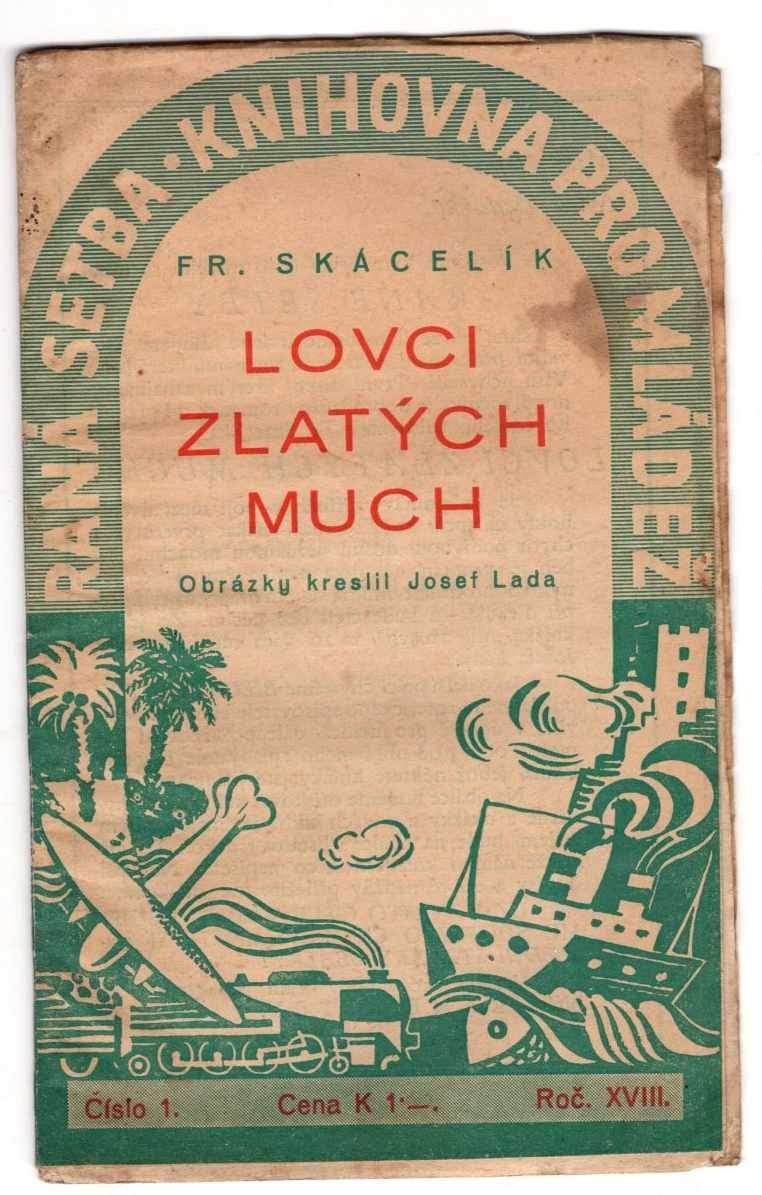 RANÁ SETBA · KNIHOVNA PRO MLÁDEŽ
FR. SKÁCELÍK
LOVCI
ZLATÝCH
MUCH
Obrázky kreslil Josef Lada
Číslo 1.
Cena K 1·—.
Roč. XVIII.